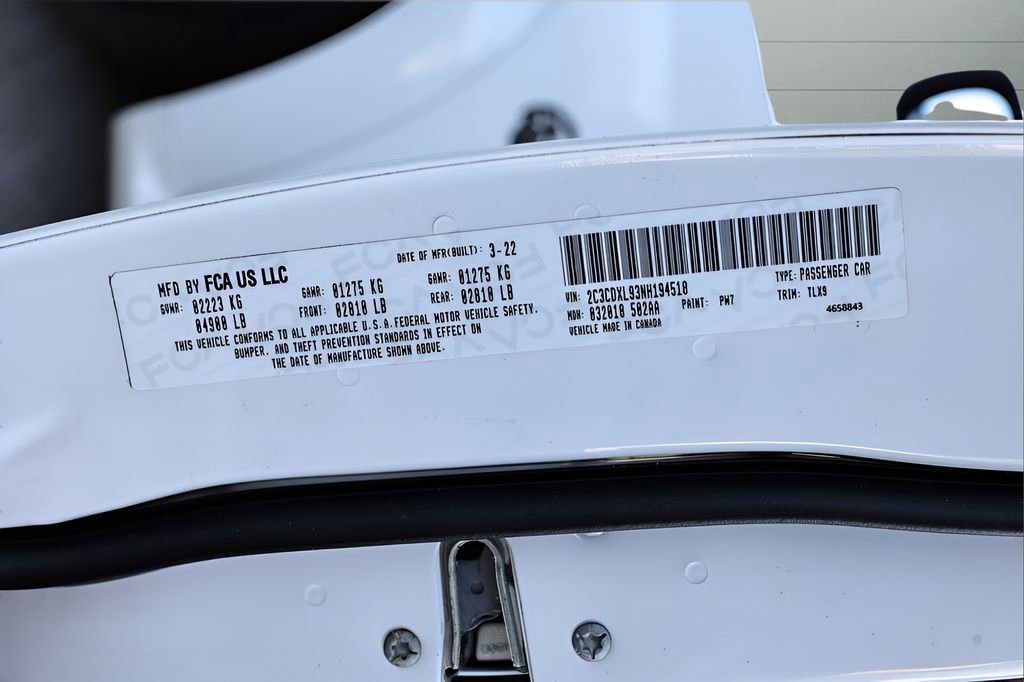 MFD BY FCA US LLC
DATE OF MFR(BUILT): 3-22
GVWR: 02223 KG
04900 LB
GAWR: 01275 KG
FRONT: 02810 LB
GAWR: 01275 KG
REAR: 02810 LB
THIS VEHICLE CONFORMS TO ALL APPLICABLE U.S.A. FEDERAL MOTOR VEHICLE SAFETY,
BUMPER, AND THEFT PREVENTION STANDARDS IN EFFECT ON
THE DATE OF MANUFACTURE SHOWN ABOVE.
VIN: 2C3CDXL93NH194518
TYPE: PASSENGER CAR
MDH: 032818 502AA
PAINT: PW7
TRIM: TLX9
VEHICLE MADE IN CANADA
4658843